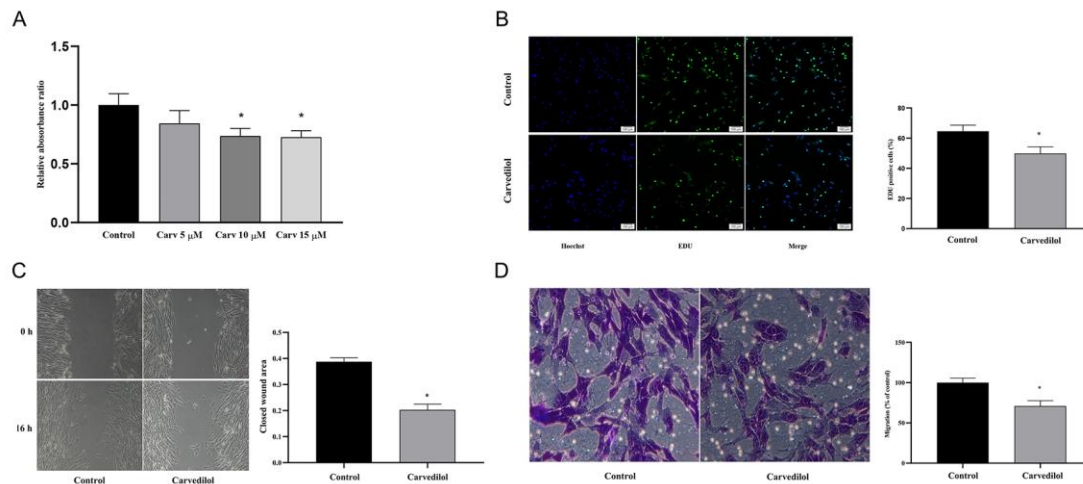 A
Relative abosorbance ratio
1.5
1.0
0.5
0.0
*
*
Control
Carv 5 μM
Carv 10 μM
Carv 15 μM
B
Control
Carvedilol
Hoechst
EDU
Merge
EDU positive cells (%)
80
60
40
20
0
*
Control
Carvedilol
C
0 h
16 h
Control
Carvedilol
Closed wound area
0.5
0.4
0.3
0.2
0.1
0.0
*
Control
Carvedilol
D
Control
Carvedilol
Migration (% of control)
150
100
50
0
*
Control
Carvedilol